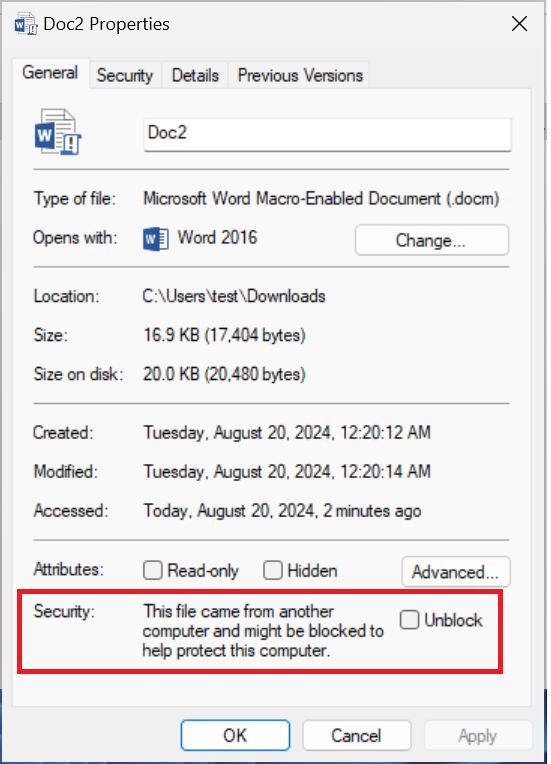 Doc2 Properties
General Security Details Previous Versions
Doc2
Type of file: Microsoft Word Macro-Enabled Document (.docm)
Opens with: Word 2016 Change...
Location: C:\Users\test\Downloads
Size: 16.9 KB (17,404 bytes)
Size on disk: 20.0 KB (20,480 bytes)
Created: Tuesday, August 20, 2024, 12:20:12 AM
Modified: Tuesday, August 20, 2024, 12:20:14 AM
Accessed: Today, August 20, 2024, 2 minutes ago
Attributes: Read-only Hidden Advanced...
Security: This file came from another
computer and might be blocked to Unblock
help protect this computer.
OK Cancel Apply